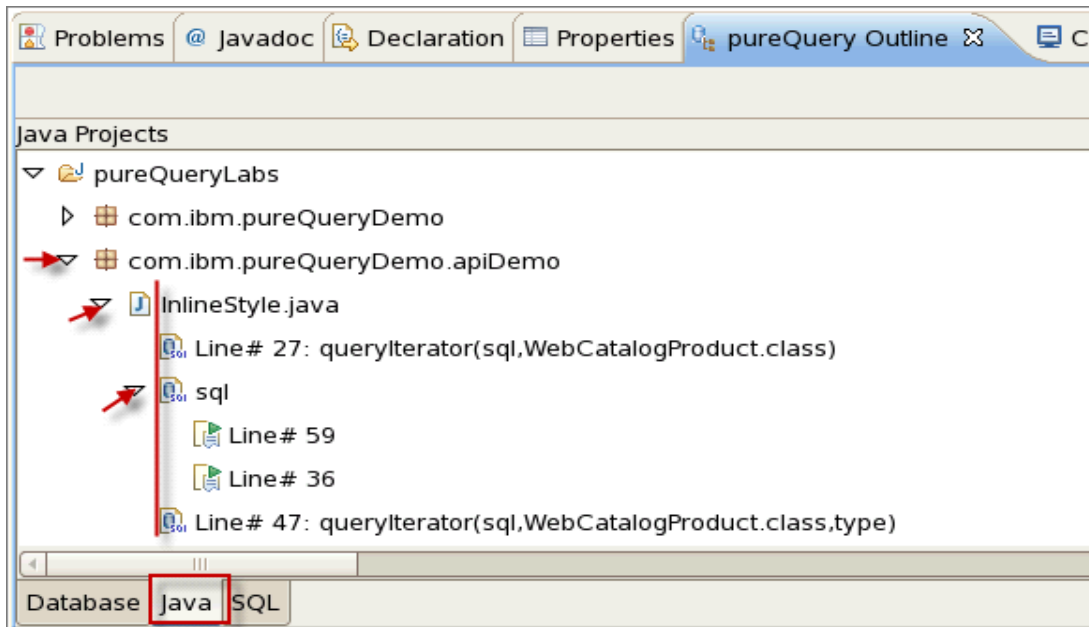 Problems @ Javadoc Declaration Properties pureQuery Outline C
Java Projects
pureQueryLabs
com.ibm.pureQueryDemo
com.ibm.pureQueryDemo.apiDemo
InlineStyle.java
Line# 27: queryIterator(sql,WebCatalogProduct.class)
sql
Line# 59
Line# 36
Line# 47: queryIterator(sql,WebCatalogProduct.class,type)
Database Java SQL